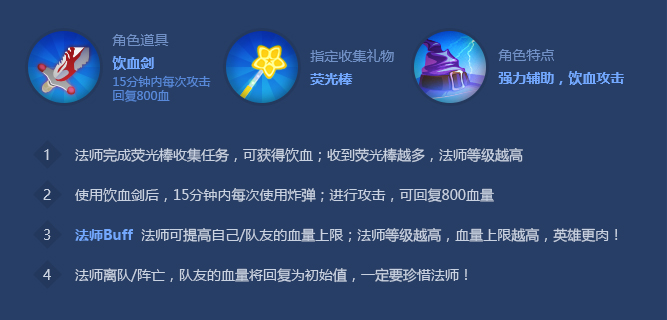 角色道具
饮血剑
15分钟内每次攻击
回复800血
指定收集礼物
荧光棒
角色特点
强力辅助，饮血攻击
1 法师完成荧光棒收集任务，可获得饮血；收到荧光棒越多，法师等级越高
2 使用饮血剑后，15分钟内每次使用炸弹；进行攻击，可回复800血量
3 法师Buff 法师可提高自己/队友的血量上限；法师等级越高，血量上限越高，英雄更肉！
4 法师离队/阵亡，队友的血量将回复为初始值，一定要珍惜法师！